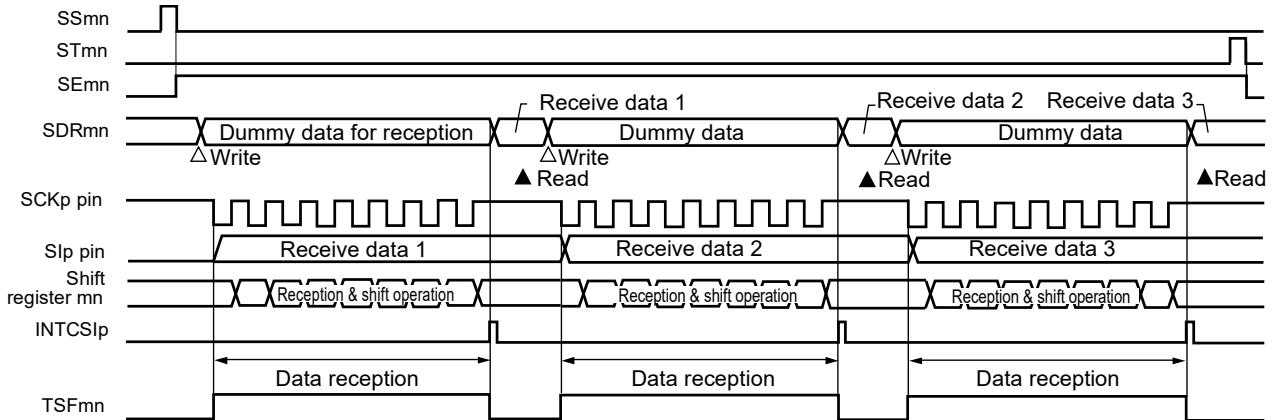 SSmn
STmn
SEmn
Receive data 1
Receive data 2 Receive data 3
SDRmn
Dummy data for reception
Dummy data
Dummy data
△Write
△Write
△Write
▲Read
▲Read
▲Read
SCKp pin
SIp pin
Receive data 1
Receive data 2
Receive data 3
Shift
register mn
Reception & shift operation
Reception & shift operation
Reception & shift operation
INTCSIp
Data reception
Data reception
Data reception
TSFmn